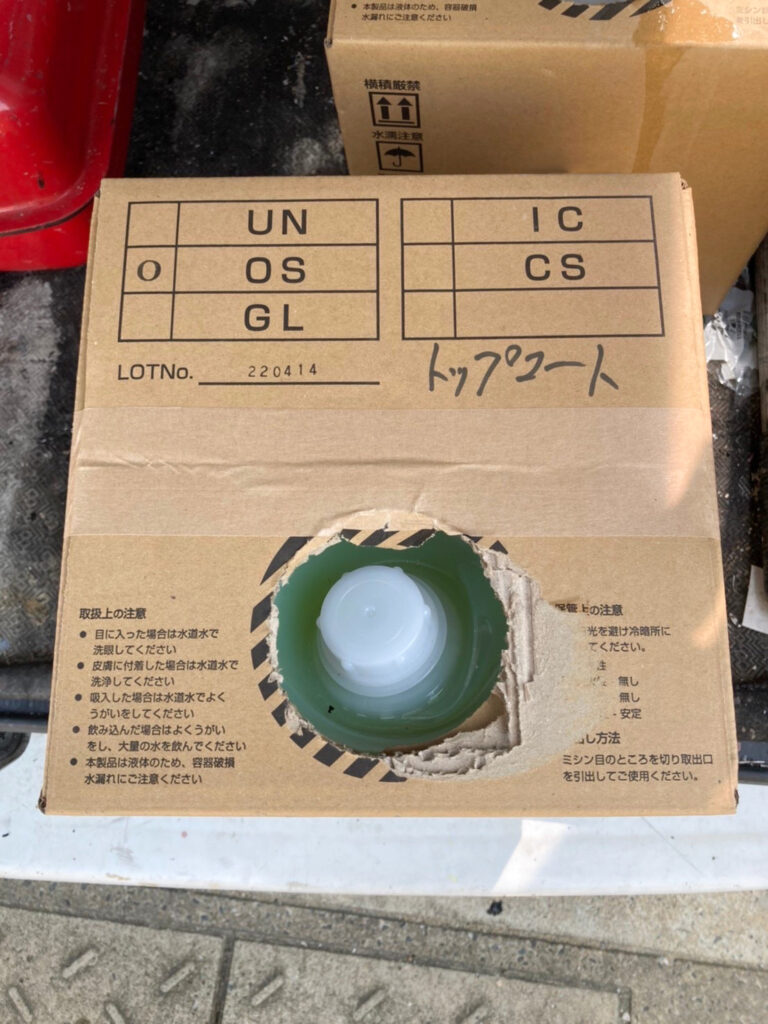 ● 本製品は液体のため、容器破損
水漏れにご注意ください
ミシン目
を引出し
横積厳禁
水濡注意
UN
O OS
GL
IC
CS
LOTNo. 220414
トップコート
取扱上の注意
● 目に入った場合は水道水で
洗眼してください
● 皮膚に付着した場合は水道水で
洗浄してください
● 吸入した場合は水道水でよく
うがいをしてください
● 飲み込んだ場合はよくうがい
をし、大量の水を飲んでください
● 本製品は液体のため、容器破損
水漏れにご注意ください
保管上の注意
光を避け冷暗所に
てください。
性
無し
無し
- 安定
出し方法
ミシン目のところを切り取出口
を引出してご使用ください。